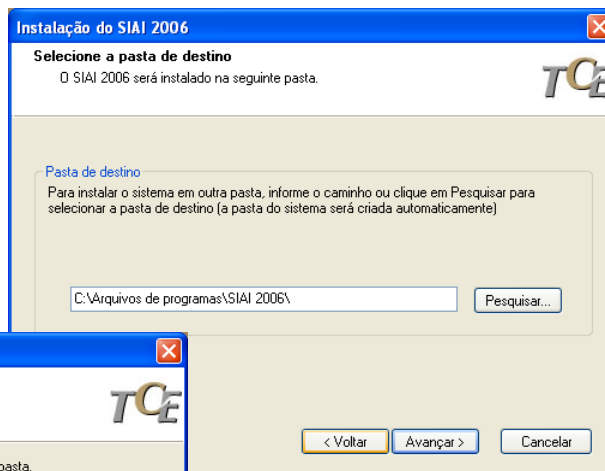 Instalação do SIAI 2006
Selecione a pasta de destino
O SIAI 2006 será instalado na seguinte pasta.
TCE
Pasta de destino
Para instalar o sistema em outra pasta, informe o caminho ou clique em Pesquisar para
selecionar a pasta de destino (a pasta do sistema será criada automaticamente)
C:\Arquivos de programas\SIAI 2006\
Pesquisar...
TCE
< Voltar
Avançar >
Cancelar
pasta.